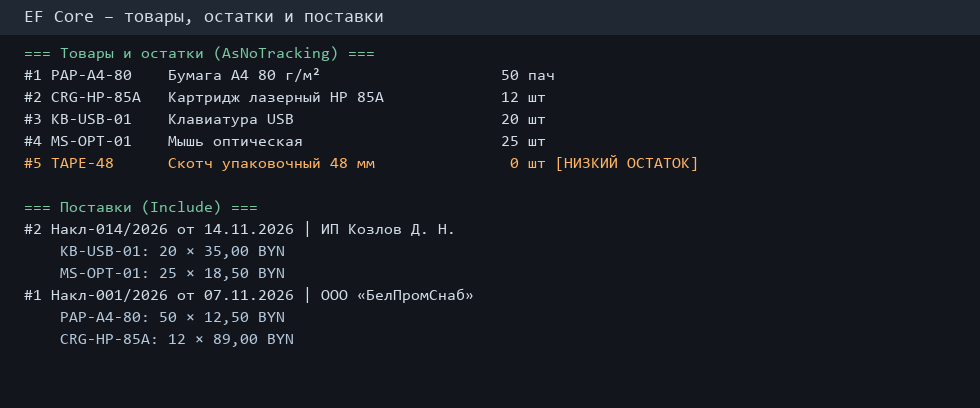 EF Core — товары, остатки и поставки
=== Товары и остатки (AsNoTracking) ===
#1 PAP-A4-80    Бумага A4 80 г/м²                    50 пач
#2 CRG-HP-85A   Картридж лазерный HP 85A             12 шт
#3 KB-USB-01    Клавиатура USB                       20 шт
#4 MS-OPT-01    Мышь оптическая                      25 шт
#5 TAPE-48      Скотч упаковочный 48 мм               0 шт [НИЗКИЙ ОСТАТОК]
=== Поставки (Include) ===
#2 Накл-014/2026 от 14.11.2026 | ИП Козлов Д. Н.
    KB-USB-01: 20 × 35,00 BYN
    MS-OPT-01: 25 × 18,50 BYN
#1 Накл-001/2026 от 07.11.2026 | ООО «БелПромСнаб»
    PAP-A4-80: 50 × 12,50 BYN
    CRG-HP-85A: 12 × 89,00 BYN